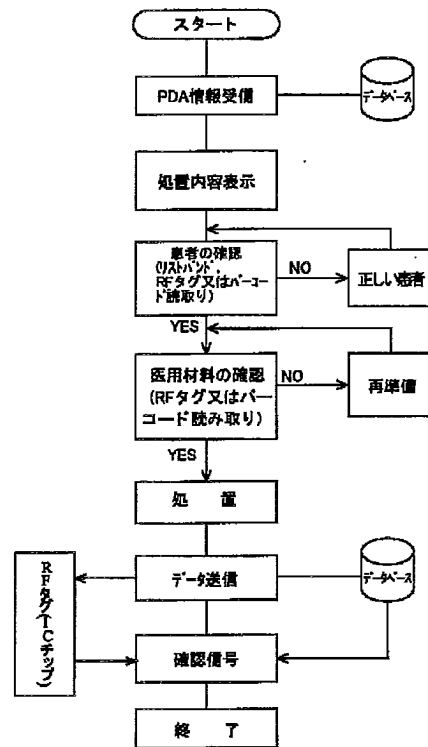 スタート
PDA情報受信
データベース
処置内容表示
患者の確認
(リストバンド、
RFタグ又はバーコー
ド読取り)
NO
正しい患者
YES
医用材料の確認
(RFタグ又はバー
コード読み取り)
NO
再準備
YES
処 置
RFタグ(ICチップ)
データ送信
データベース
確認信号
終 了